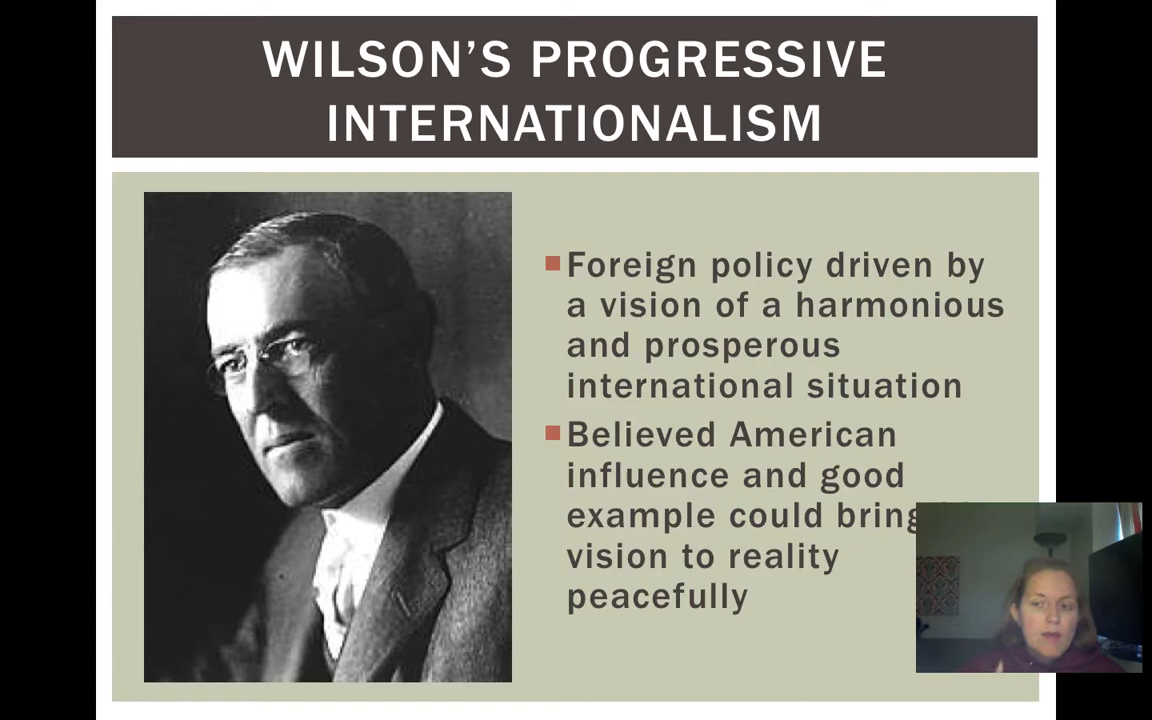 WILSON'S PROGRESSIVE
INTERNATIONALISM
Foreign policy driven by
a vision of a harmonious
and prosperous
international situation
Believed American
influence and good
example could bring
vision to reality
peacefully